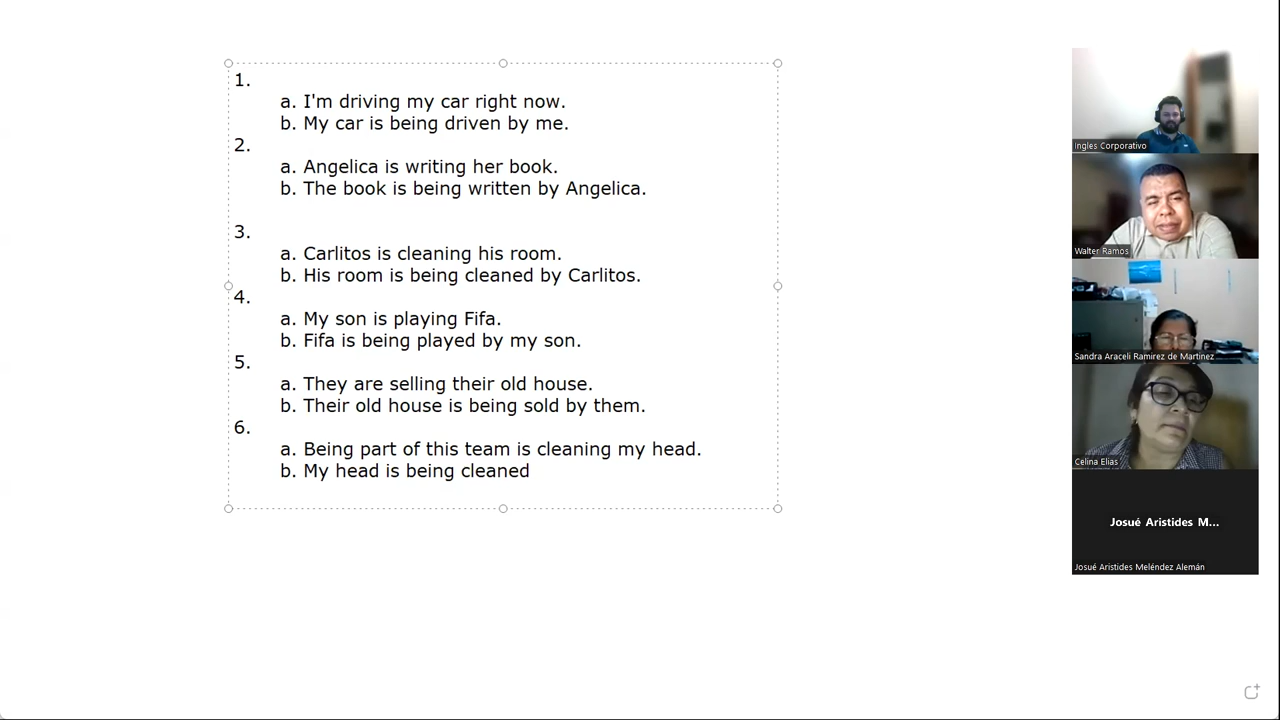 1.
a. I'm driving my car right now.
b. My car is being driven by me.
2.
a. Angelica is writing her book.
b. The book is being written by Angelica.
3.
a. Carlitos is cleaning his room.
b. His room is being cleaned by Carlitos.
4.
a. My son is playing Fifa.
b. Fifa is being played by my son.
5.
a. They are selling their old house.
b. Their old house is being sold by them.
6.
a. Being part of this team is cleaning my head.
b. My head is being cleaned
Ingles Corporativo
Walter Ramos
Sandra Araceli Ramirez de Martinez
Celina Elias
Josué Aristides M...
Josué Aristides Meléndez Alemán